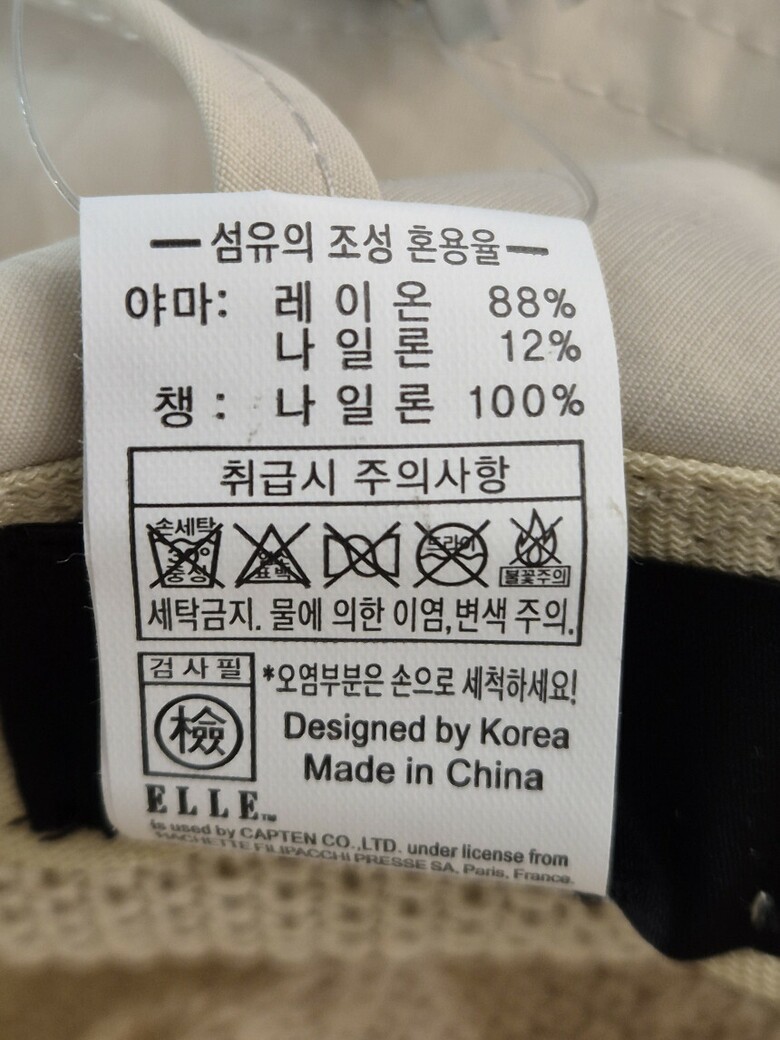 섬유의 조성 혼용율
야마: 레이온 88%
나일론 12%
챙: 나일론 100%
취급시 주의사항
손세탁 30° 중성
염소 표백
드라이
불꽃주의
세탁금지. 물에 의한 이염,변색 주의.
검사필
檢
*오염부분은 손으로 세척하세요!
Designed by Korea
Made in China
ELLE™
is used by CAPTEN CO.,LTD. under license from
HACHETTE FILIPACCHI PRESSE SA, Paris, France.